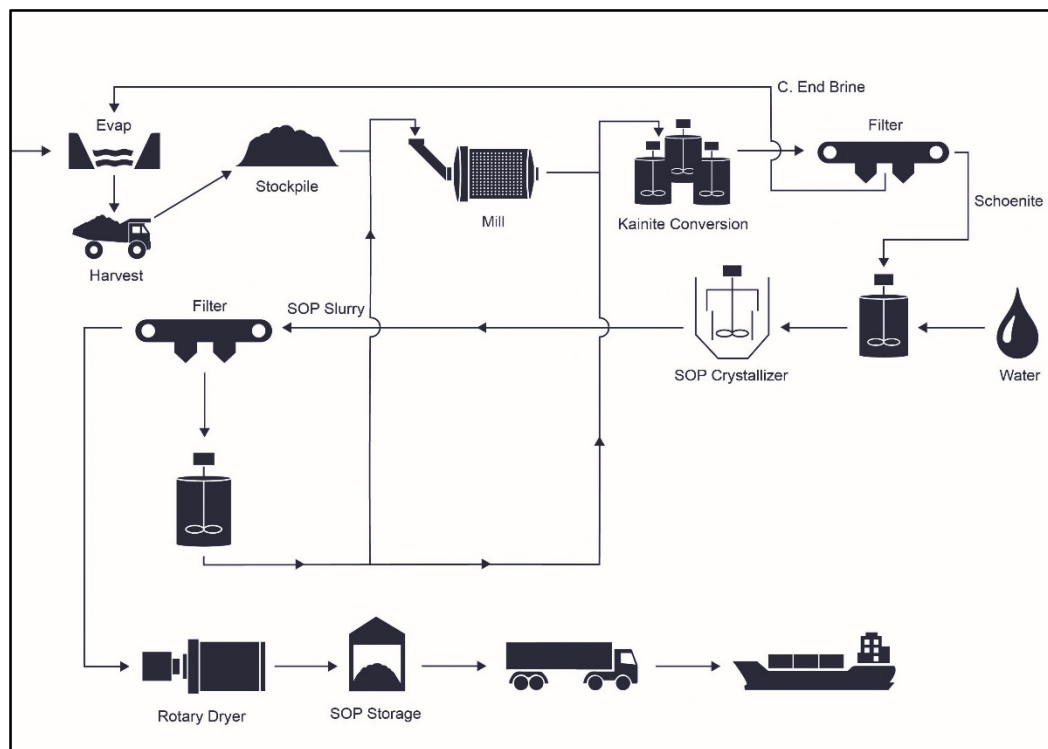 C. End Brine
Evap
Filter
Stockpile
Mill
Kainite Conversion
Schoenite
Harvest
Filter
SOP Slurry
SOP Crystallizer
Water
Rotary Dryer
SOP Storage